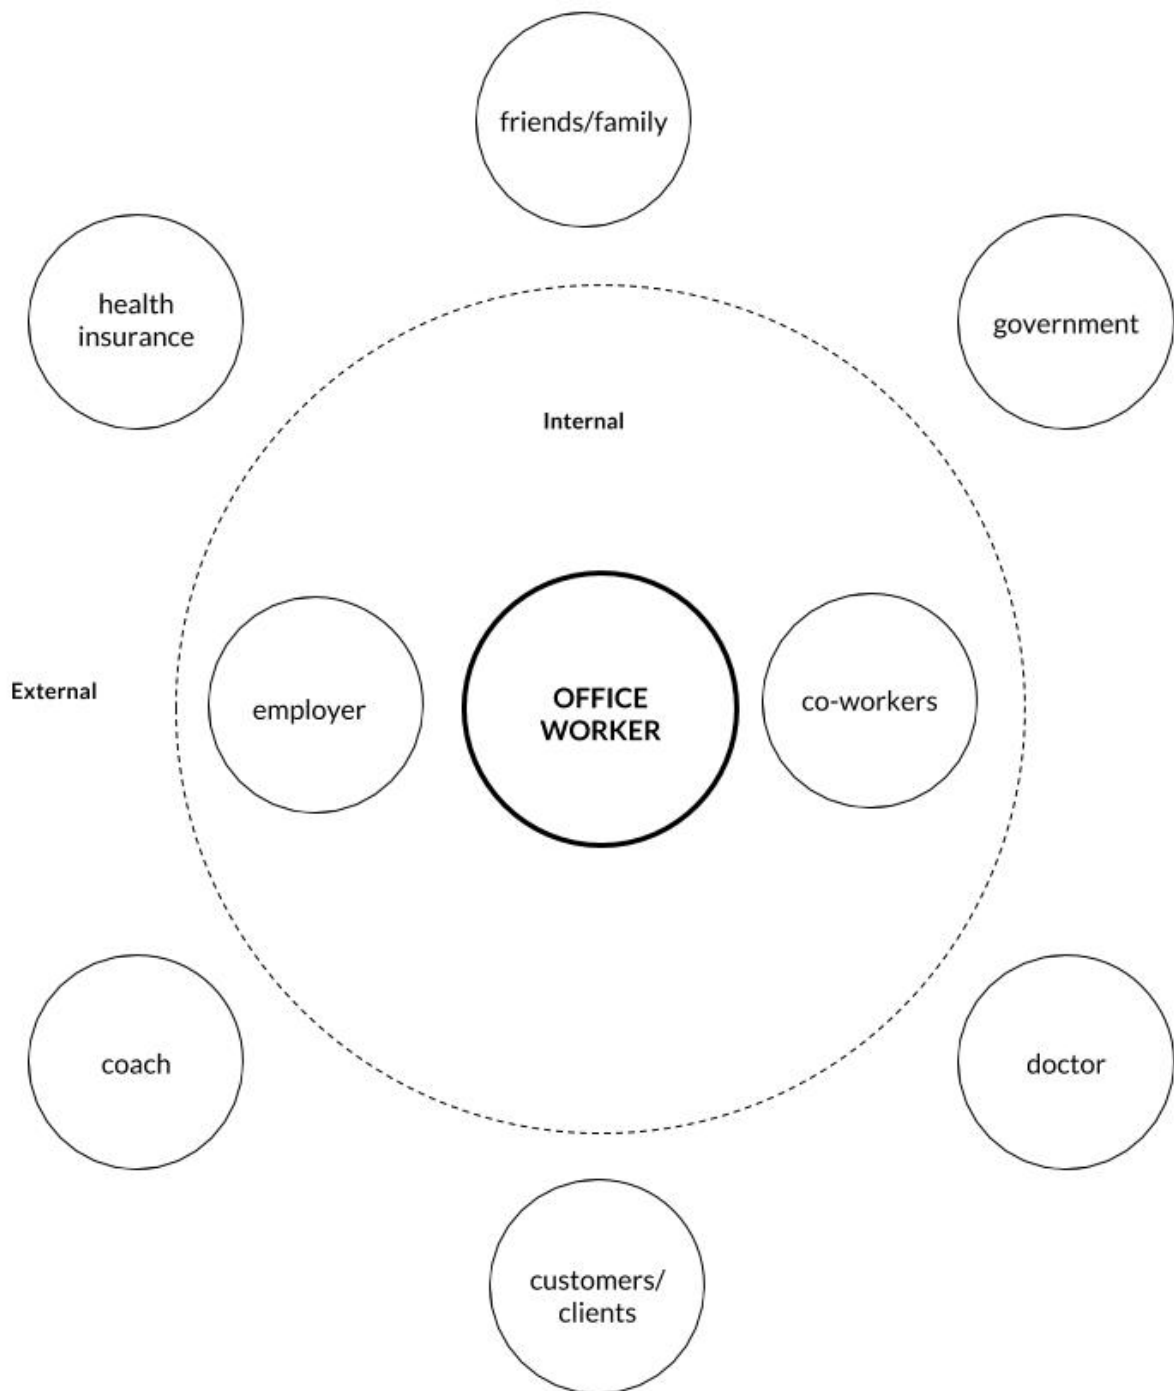 friends/family
health
insurance
government
Internal
External
employer
OFFICE
WORKER
co-workers
coach
doctor
customers/
clients